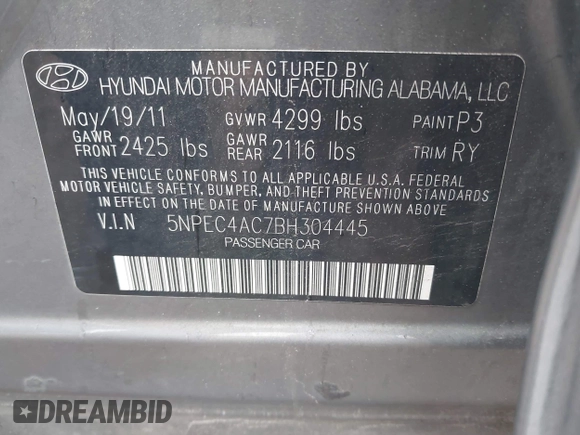 MANUFACTURED BY
HYUNDAI MOTOR MANUFACTURING ALABAMA, LLC
May/19/11 GVWR 4299 lbs PAINT P3
GAWR FRONT 2425 lbs GAWR REAR 2116 lbs TRIM RY
THIS VEHICLE CONFORMS TO ALL APPLICABLE U.S.A. FEDERAL
MOTOR VEHICLE SAFETY, BUMPER, AND THEFT PREVENTION STANDARDS
IN EFFECT ON THE DATE OF MANUFACTURE SHOWN ABOVE.
V.I.N 5NPEC4AC7BH304445
PASSENGER CAR
DREAMBID